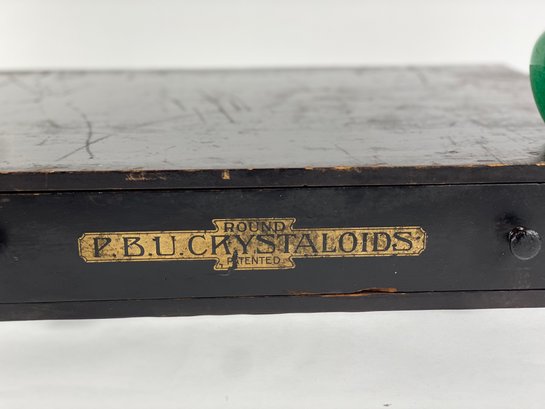 ROUND
P.B.U. CRYSTALOIDS
PATENTED